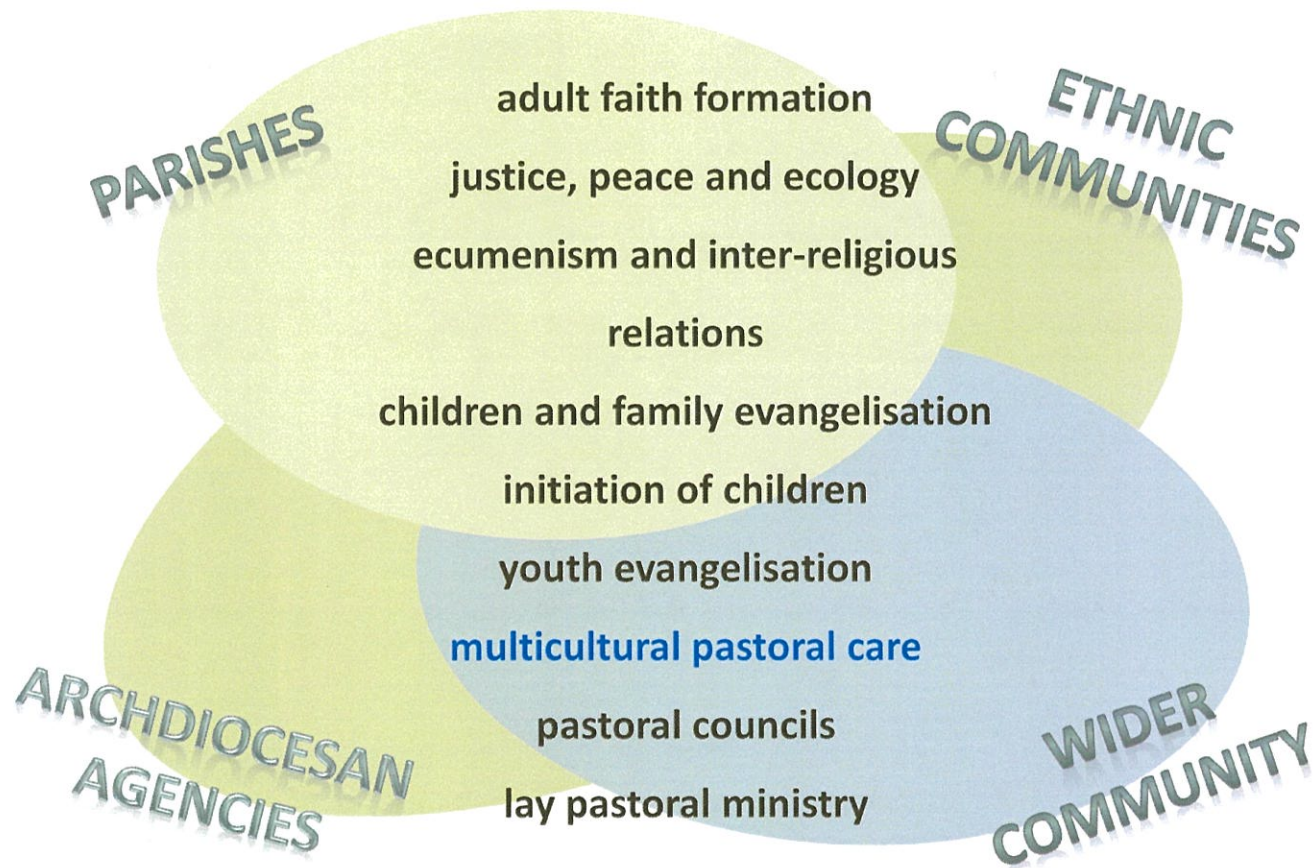 PARISHES
ETHNIC
COMMUNITIES
adult faith formation
justice, peace and ecology
ecumenism and inter-religious
relations
children and family evangelisation
initiation of children
youth evangelisation
multicultural pastoral care
pastoral councils
lay pastoral ministry
ARCHDIOCESAN
AGENCIES
WIDER
COMMUNITY